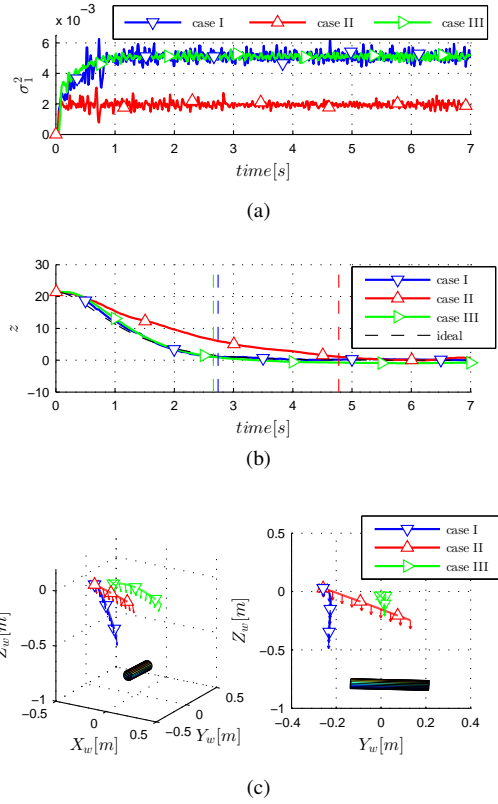 x 10⁻³
case I
case II
case III
6
4
2
0
σ₁²
0 1 2 3 4 5 6 7
time[s]
(a)
30
20
10
0
−10
z
case I
case II
case III
ideal
0 1 2 3 4 5 6 7
time[s]
(b)
0
−0.5
−1
Z_w[m]
−0.5 0 0.5
X_w[m]
−0.5 0 0.5
Y_w[m]
case I
case II
case III
0.5
0
−0.5
−1
Z_w[m]
−0.4 −0.2 0 0.2 0.4
Y_w[m]
(c)